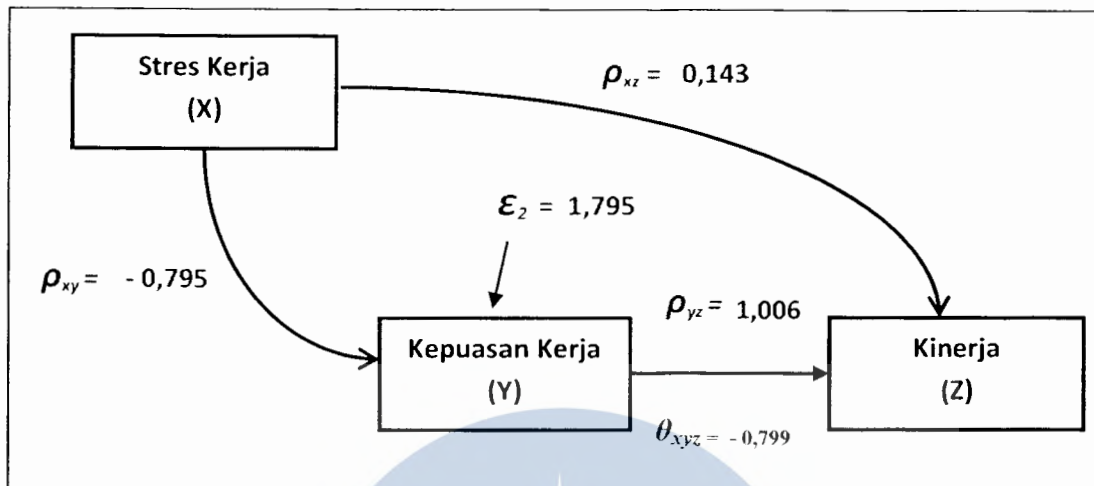 Stres Kerja
(X)
ρxz = 0,143
ε2 = 1,795
ρxy = - 0,795
ρyz = 1,006
Kepuasan Kerja
(Y)
Kinerja
(Z)
θxyz = - 0,799